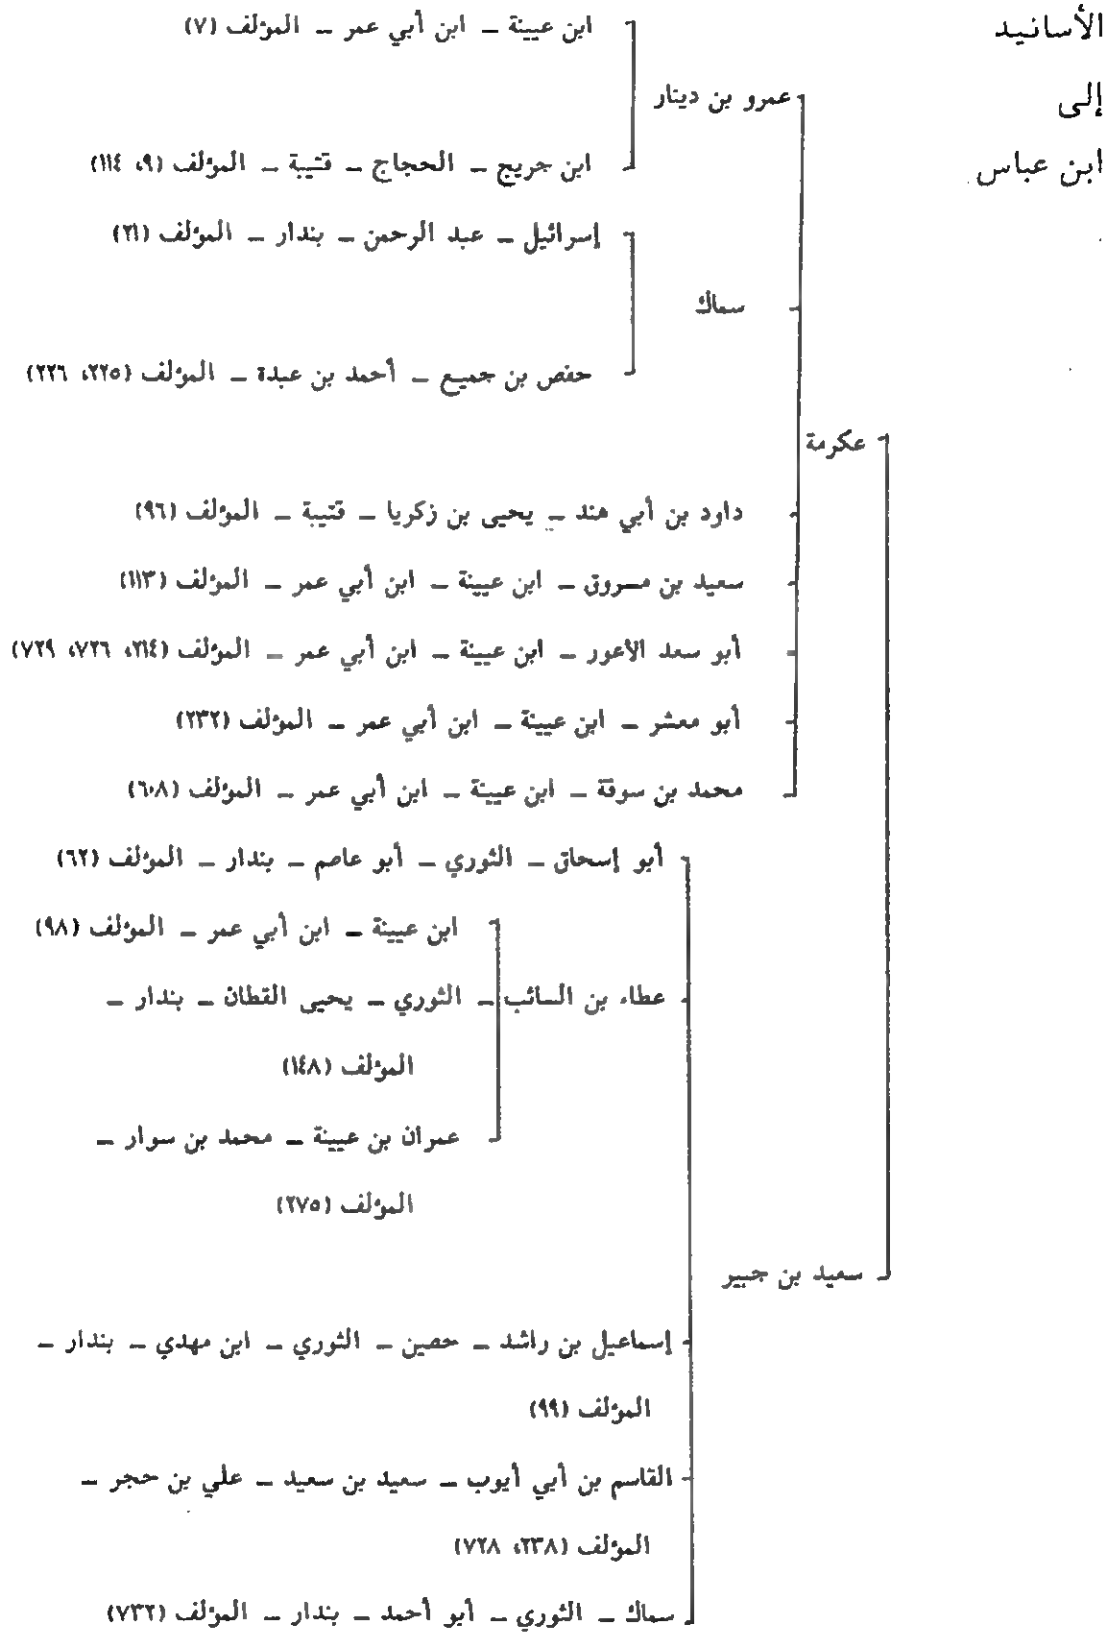 الأسانيد
إلى
ابن عباس
ابن عيينة – ابن أبي عمر – المؤلف (٧)
عمرو بن دينار
ابن جريج – الحجاج – قتيبة – المؤلف (٩، ١١٤)
إسرائيل – عبد الرحمن – بندار – المؤلف (٢١)
سماك
حفص بن جميع – أحمد بن عبدة – المؤلف (٢٢٥، ٢٢٦)
عكرمة
داود بن أبي هند – يحيى بن زكريا – قتيبة – المؤلف (٩٦)
سعيد بن مسروق – ابن عيينة – ابن أبي عمر – المؤلف (١١٣)
أبو سعد الأعور – ابن عيينة – ابن أبي عمر – المؤلف (٢١٤، ٧٢٦، ٧٢٩)
أبو معشر – ابن عيينة – ابن أبي عمر – المؤلف (٢٣٢)
محمد بن سوقة – ابن عيينة – ابن أبي عمر – المؤلف (٦٠٨)
أبو إسحاق – الثوري – أبو عاصم – بندار – المؤلف (٦٢)
ابن عيينة – ابن أبي عمر – المؤلف (٩٨)
عطاء بن السائب – الثوري – يحيى القطان – بندار –
المؤلف (١٤٨)
عمران بن عيينة – محمد بن سوار –
المؤلف (٢٧٥)
سعيد بن جبير
إسماعيل بن راشد – حصين – الثوري – ابن مهدي – بندار –
المؤلف (٩٩)
القاسم بن أبي أيوب – سعيد بن سعيد – علي بن حجر –
المؤلف (٢٣٨، ٧٢٨)
سماك – الثوري – أبو أحمد – بندار – المؤلف (٧٣٢)